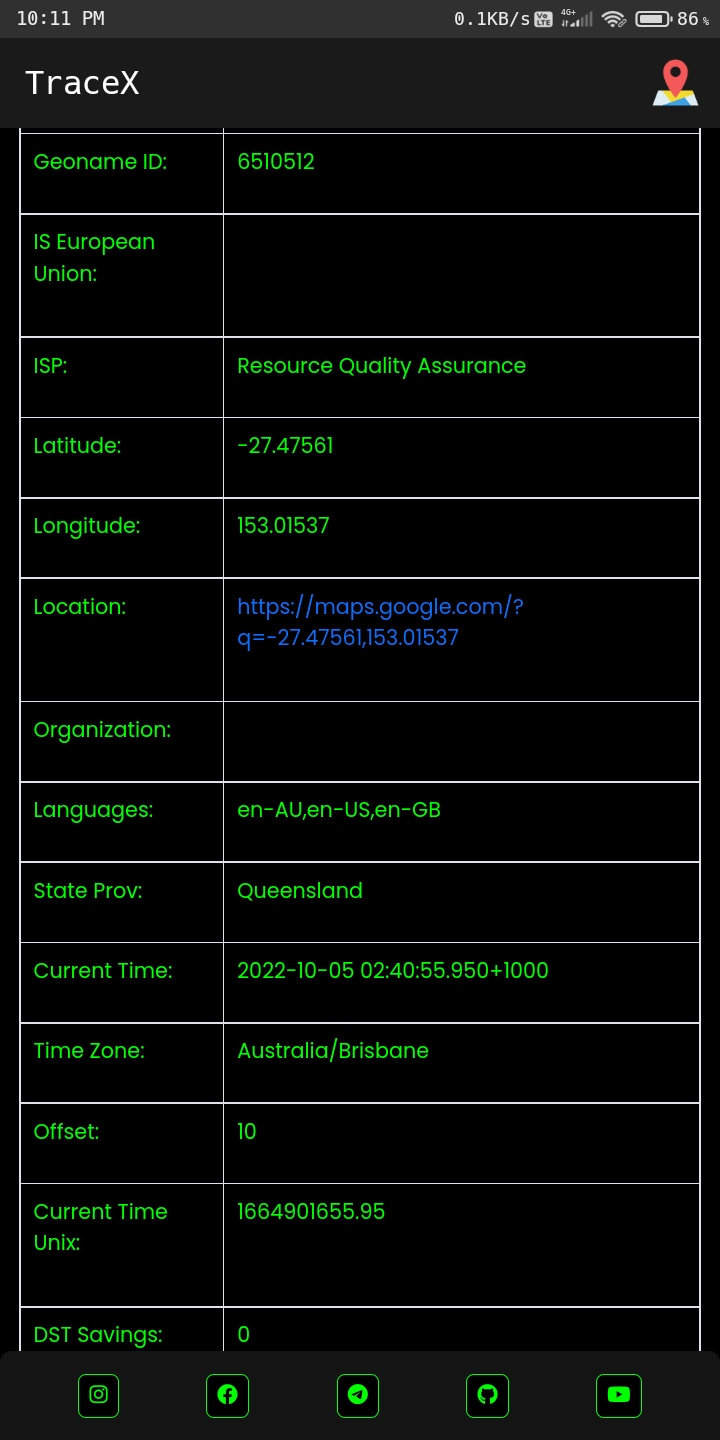 10:11 PM 0.1KB/s Vo LTE 4G+ 86 %
TraceX
Geoname ID: 6510512
IS European
Union:
ISP: Resource Quality Assurance
Latitude: -27.47561
Longitude: 153.01537
Location: https://maps.google.com/?
q=-27.47561,153.01537
Organization:
Languages: en-AU,en-US,en-GB
State Prov: Queensland
Current Time: 2022-10-05 02:40:55.950+1000
Time Zone: Australia/Brisbane
Offset: 10
Current Time 1664901655.95
Unix:
DST Savings: 0